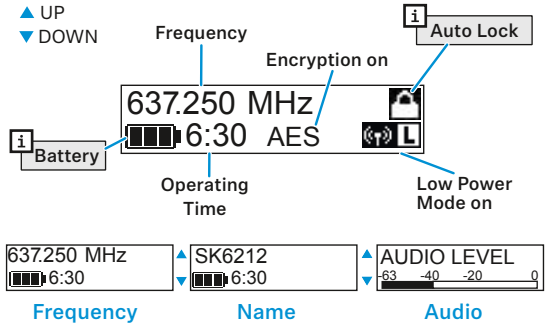 ▲ UP
▼ DOWN
Frequency
Encryption on
i
Auto Lock
637.250 MHz
6:30 AES L
i
Battery
Operating
Time
Low Power
Mode on
637.250 MHz
6:30
▲ SK6212
▼ 6:30
▲ AUDIO LEVEL
▼ -63 -40 -20 0
Frequency
Name
Audio